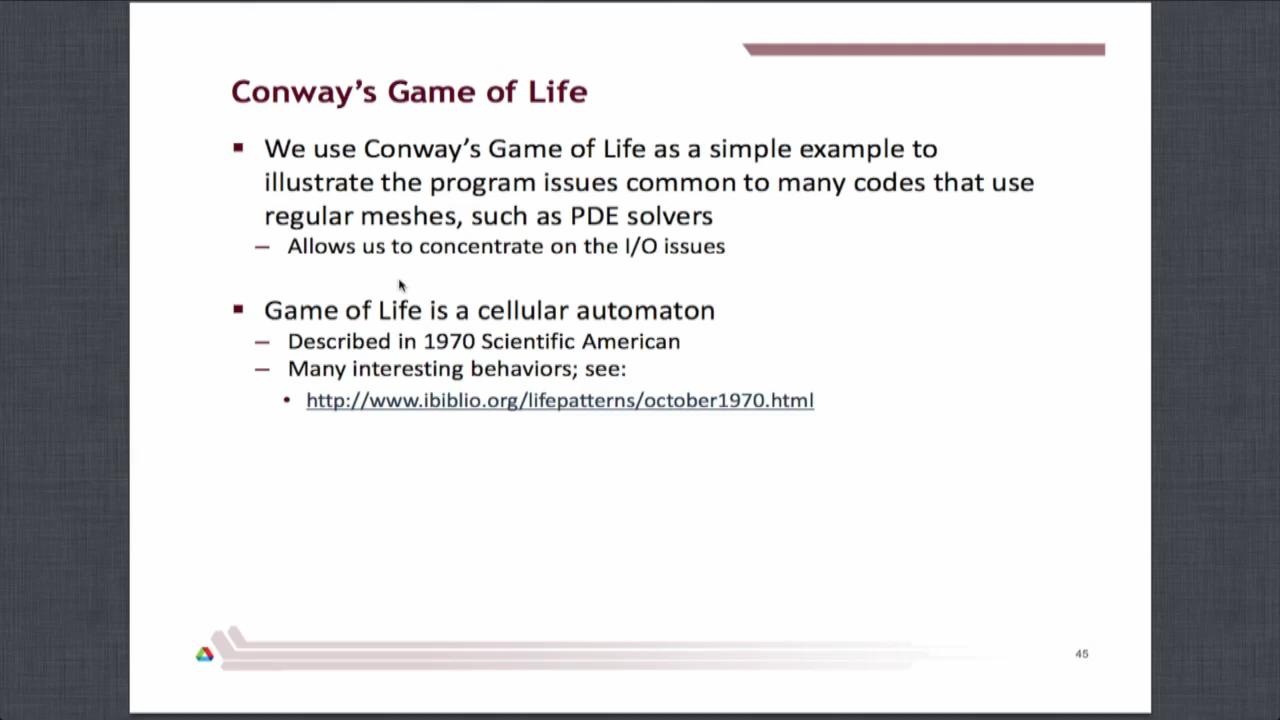 Conway's Game of Life
▪ We use Conway's Game of Life as a simple example to
illustrate the program issues common to many codes that use
regular meshes, such as PDE solvers
– Allows us to concentrate on the I/O issues
▪ Game of Life is a cellular automaton
– Described in 1970 Scientific American
– Many interesting behaviors; see:
• http://www.ibiblio.org/lifepatterns/october1970.html
45